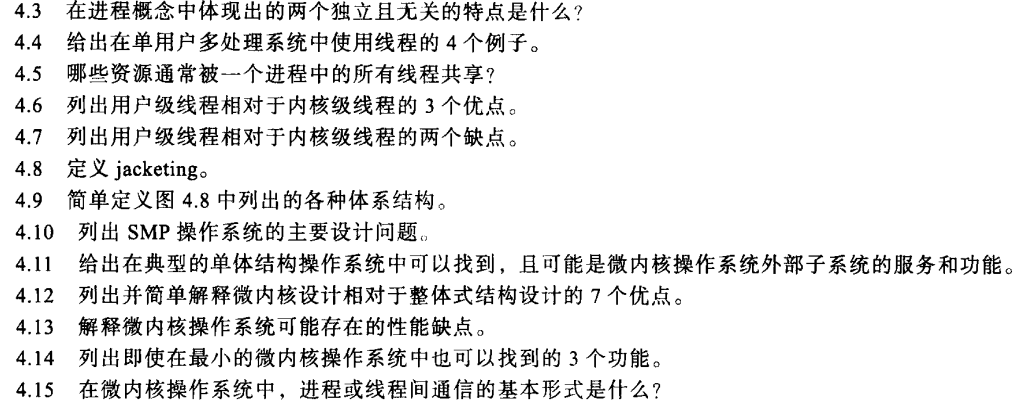 4.3 在进程概念中体现出的两个独立且无关的特点是什么？
4.4 给出在单用户多处理系统中使用线程的 4 个例子。
4.5 哪些资源通常被一个进程中的所有线程共享？
4.6 列出用户级线程相对于内核级线程的 3 个优点。
4.7 列出用户级线程相对于内核级线程的两个缺点。
4.8 定义 jacketing。
4.9 简单定义图 4.8 中列出的各种体系结构。
4.10 列出 SMP 操作系统的主要设计问题。
4.11 给出在典型的单体结构操作系统中可以找到，且可能是微内核操作系统外部子系统的服务和功能。
4.12 列出并简单解释微内核设计相对于整体式结构设计的 7 个优点。
4.13 解释微内核操作系统可能存在的性能缺点。
4.14 列出即使在最小的微内核操作系统中也可以找到的 3 个功能。
4.15 在微内核操作系统中，进程或线程间通信的基本形式是什么？